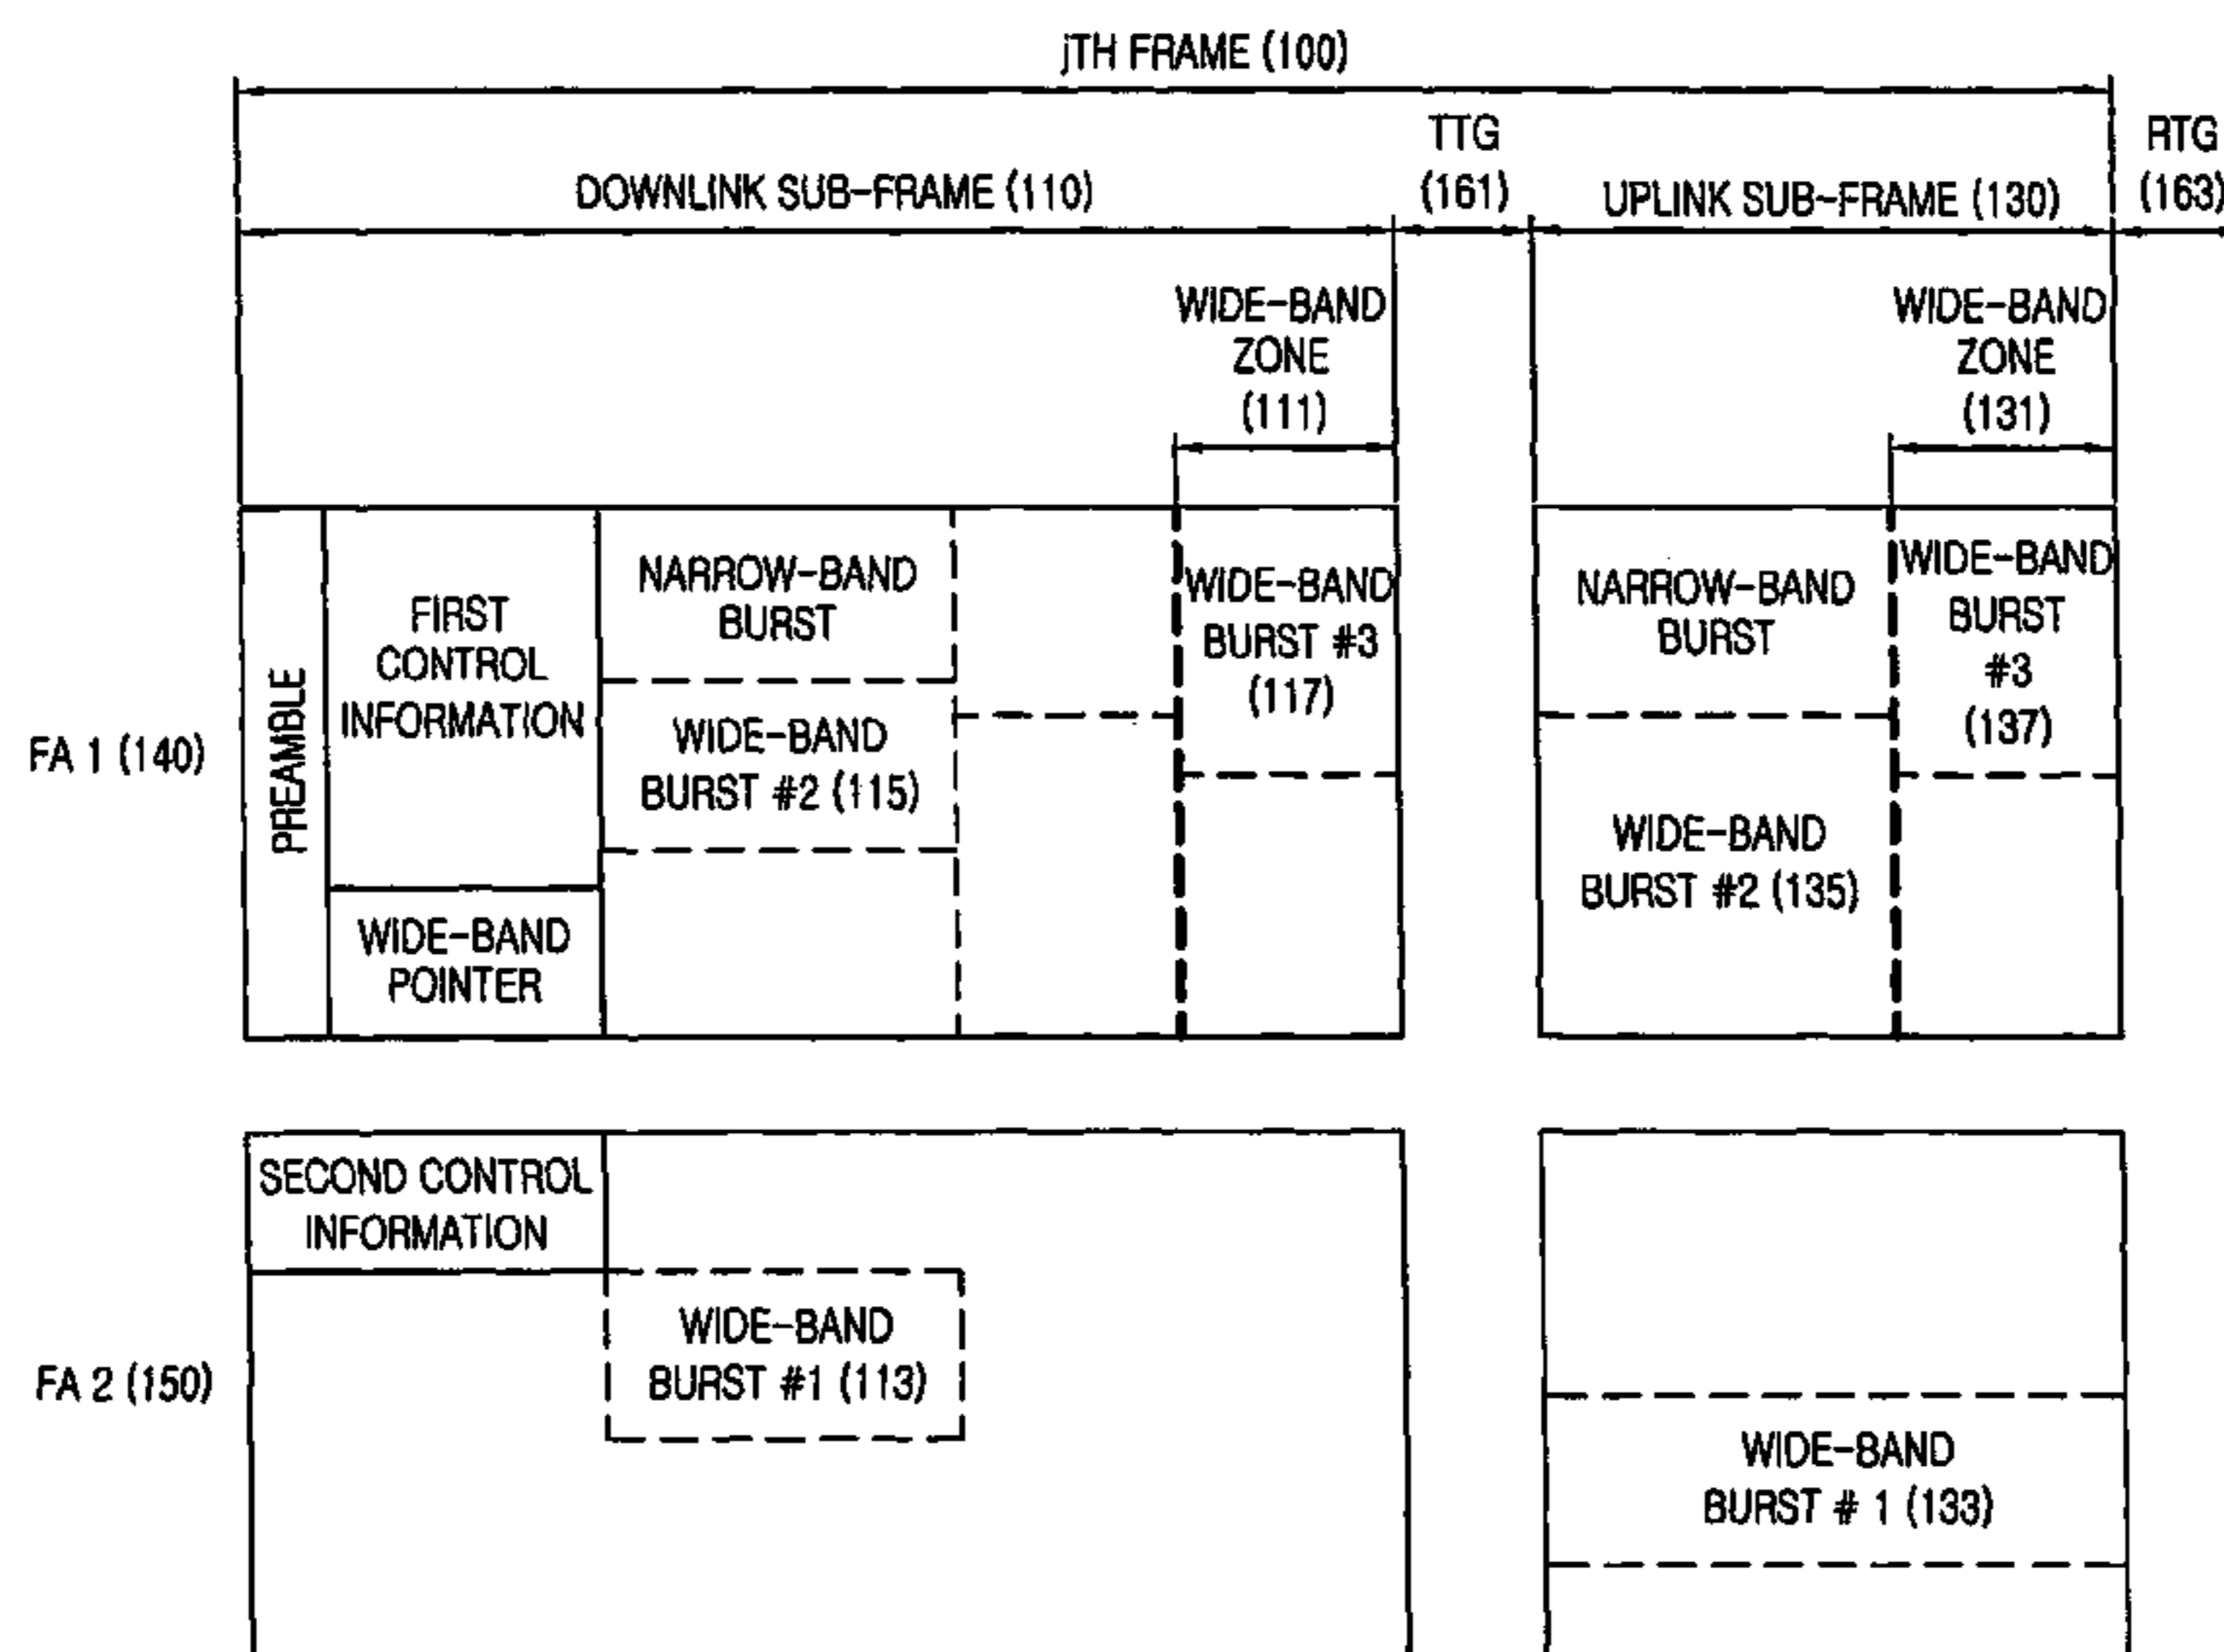 jTH FRAME (100)
TTG
(161)
RTG
(163)
DOWNLINK SUB-FRAME (110)
UPLINK SUB-FRAME (130)
WIDE-BAND
ZONE
(111)
WIDE-BAND
ZONE
(131)
FA 1 (140)
PREAMBLE
FIRST
CONTROL
INFORMATION
WIDE-BAND
POINTER
NARROW-BAND
BURST
WIDE-BAND
BURST #2 (115)
WIDE-BAND
BURST #3
(117)
NARROW-BAND
BURST
WIDE-BAND
BURST #2 (135)
WIDE-BAND
BURST
#3
(137)
FA 2 (150)
SECOND CONTROL
INFORMATION
WIDE-BAND
BURST #1 (113)
WIDE-BAND
BURST # 1 (133)